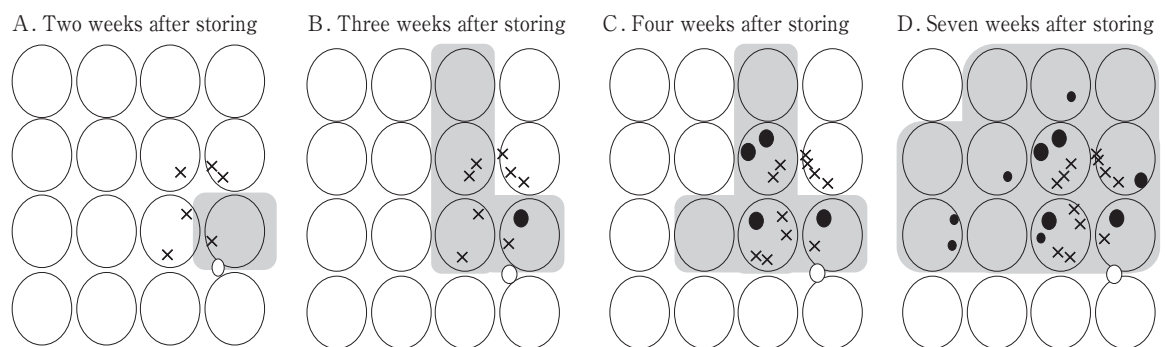 A. Two weeks after storing
B. Three weeks after storing
C. Four weeks after storing
D. Seven weeks after storing